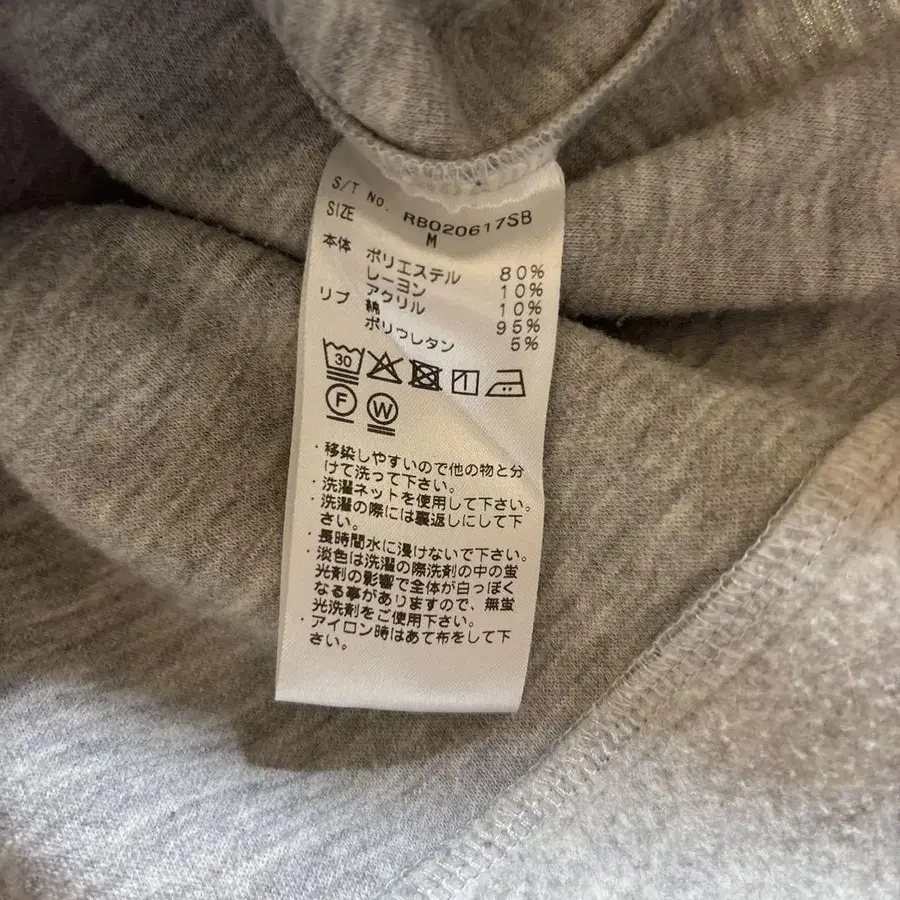 S/T NO. RB020617SB
SIZE M
本体 ポリエステル 80%
レーヨン 10%
アクリル 10%
リブ 綿 95%
ポリウレタン 5%
30
F W
・移染しやすいので他の物と分
けて洗って下さい。
・洗濯ネットを使用して下さい。
・洗濯の際には裏返しにして下
さい。
・長時間水に浸けないで下さい。
・淡色は洗濯の際洗剤の中の蛍
光剤の影響で全体が白っぽく
なる事がありますので、無蛍
光洗剤をご使用下さい。
・アイロン時はあて布をして下
さい。